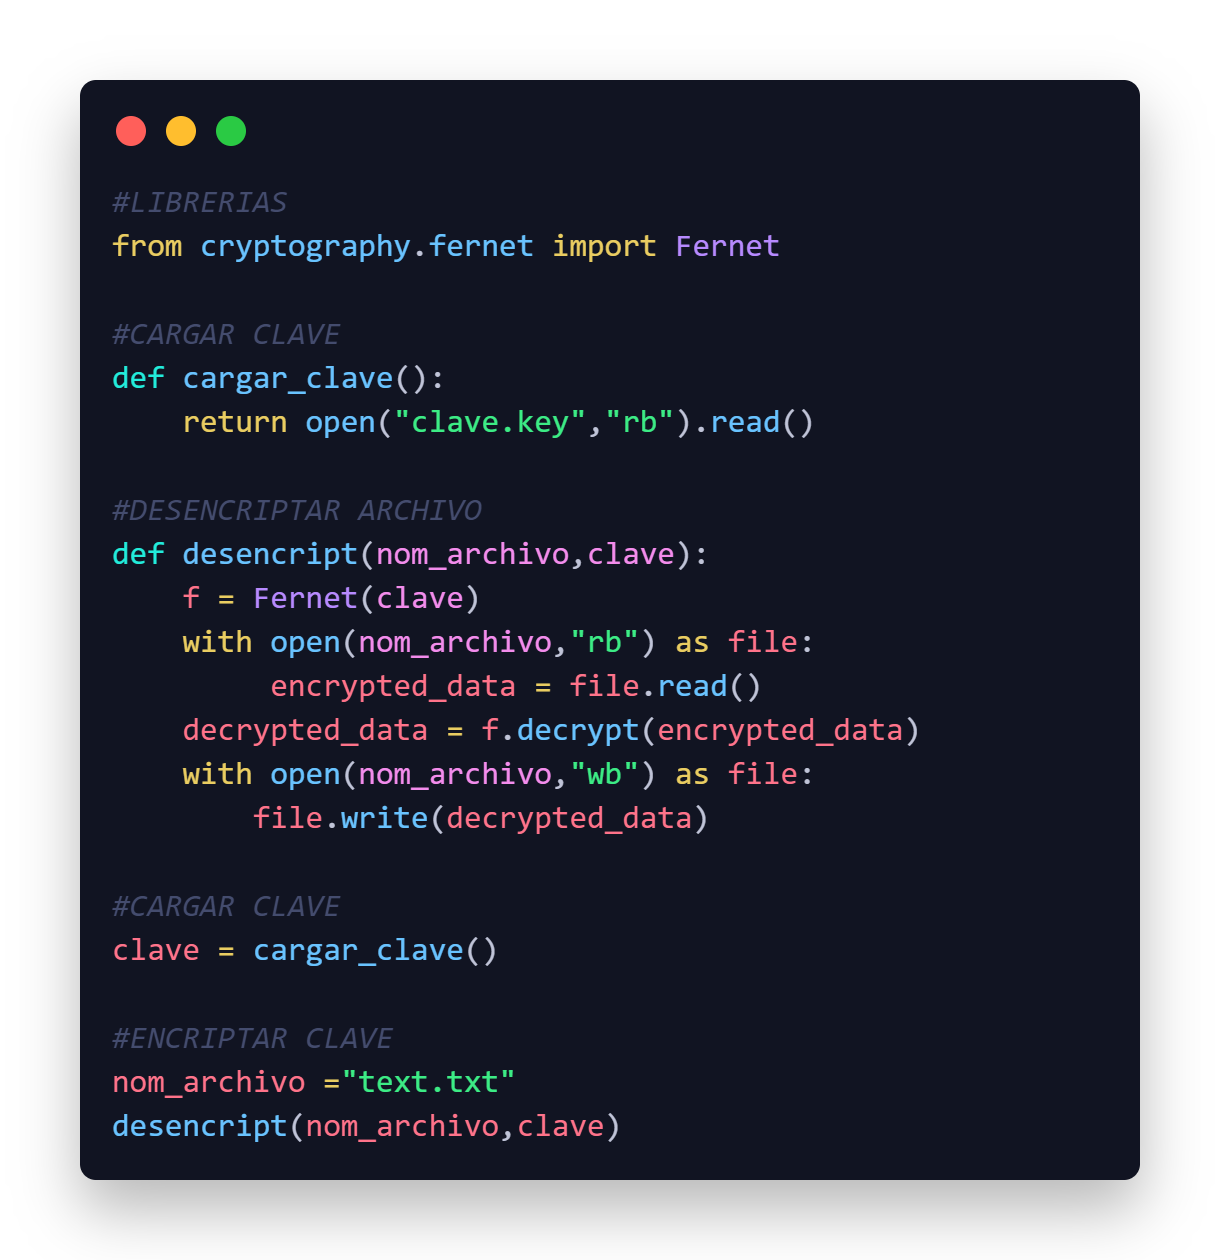 #LIBRERIAS
from cryptography.fernet import Fernet

#CARGAR CLAVE
def cargar_clave():
    return open("clave.key","rb").read()

#DESENCRIPTAR ARCHIVO
def desencript(nom_archivo,clave):
    f = Fernet(clave)
    with open(nom_archivo,"rb") as file:
         encrypted_data = file.read()
    decrypted_data = f.decrypt(encrypted_data)
    with open(nom_archivo,"wb") as file:
        file.write(decrypted_data)

#CARGAR CLAVE
clave = cargar_clave()

#ENCRIPTAR CLAVE
nom_archivo ="text.txt"
desencript(nom_archivo,clave)